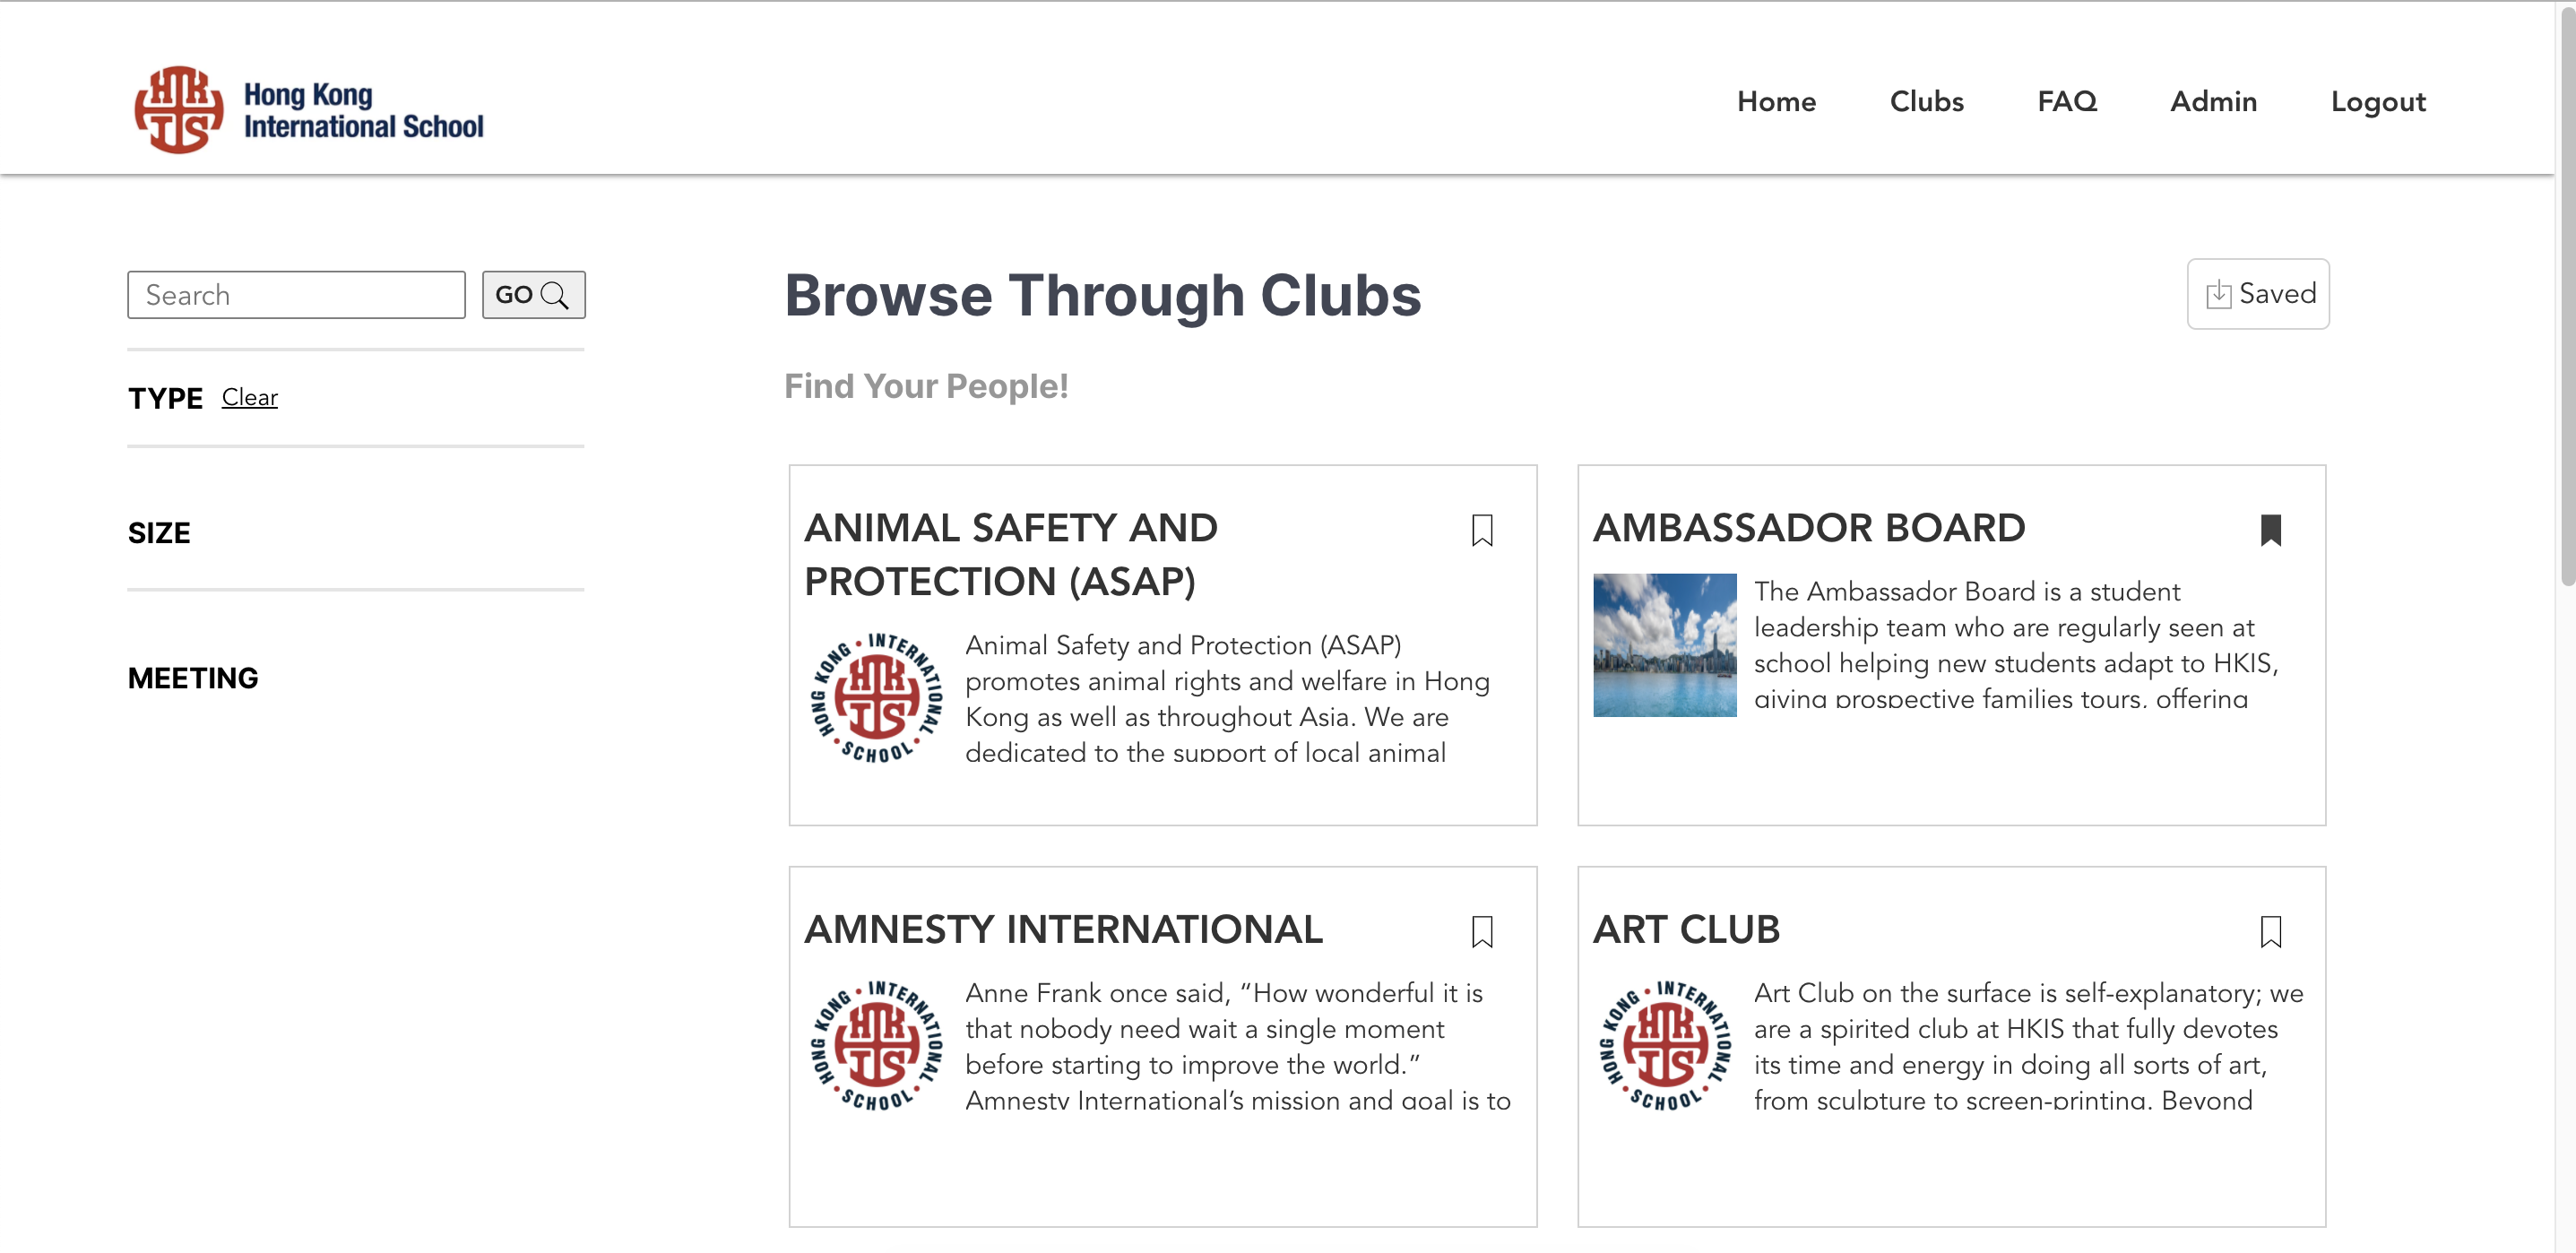 HKIS
Hong Kong
International School
Home
Clubs
FAQ
Admin
Logout
Search
GO
TYPE
Clear
SIZE
MEETING
Browse Through Clubs
Saved
Find Your People!
ANIMAL SAFETY AND
PROTECTION (ASAP)
HONG KONG • INTERNATIONAL • SCHOOL •
HKIS
Animal Safety and Protection (ASAP)
promotes animal rights and welfare in Hong
Kong as well as throughout Asia. We are
dedicated to the support of local animal
AMBASSADOR BOARD
The Ambassador Board is a student
leadership team who are regularly seen at
school helping new students adapt to HKIS,
giving prospective families tours, offering
AMNESTY INTERNATIONAL
HONG KONG • INTERNATIONAL • SCHOOL •
HKIS
Anne Frank once said, “How wonderful it is
that nobody need wait a single moment
before starting to improve the world.”
Amnesty International’s mission and goal is to
ART CLUB
HONG KONG • INTERNATIONAL • SCHOOL •
HKIS
Art Club on the surface is self-explanatory; we
are a spirited club at HKIS that fully devotes
its time and energy in doing all sorts of art,
from sculpture to screen-printing. Beyond